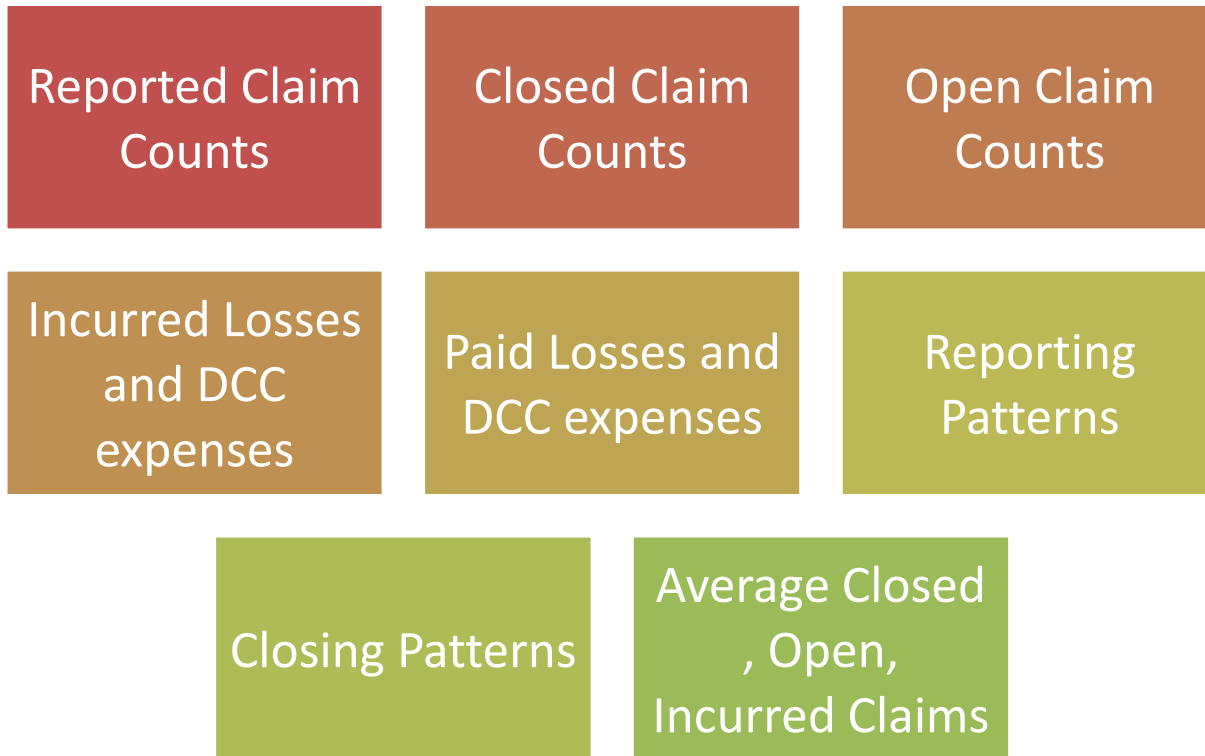 Reported Claim
Counts
Closed Claim
Counts
Open Claim
Counts
Incurred Losses
and DCC
expenses
Paid Losses and
DCC expenses
Reporting
Patterns
Closing Patterns
Average Closed
, Open,
Incurred Claims